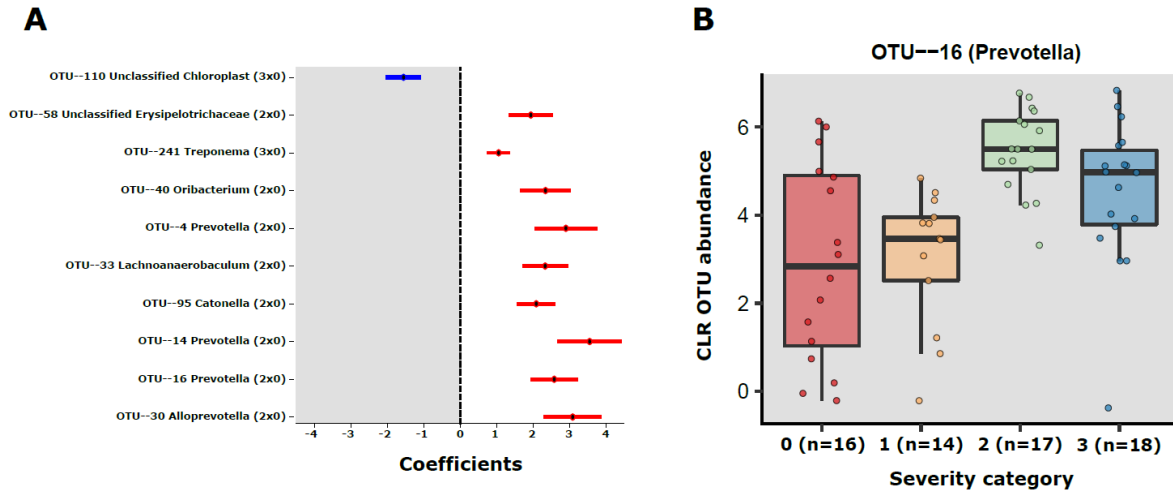 A
OTU--110 Unclassified Chloroplast (3x0)
OTU--58 Unclassified Erysipelotrichaceae (2x0)
OTU--241 Treponema (3x0)
OTU--40 Oribacterium (2x0)
OTU--4 Prevotella (2x0)
OTU--33 Lachnoanaerobaculum (2x0)
OTU--95 Catonella (2x0)
OTU--14 Prevotella (2x0)
OTU--16 Prevotella (2x0)
OTU--30 Alloprevotella (2x0)
-4 -3 -2 -1 0 1 2 3 4
Coefficients
B
OTU−−16 (Prevotella)
CLR OTU abundance
6
4
2
0
0 (n=16) 1 (n=14) 2 (n=17) 3 (n=18)
Severity category